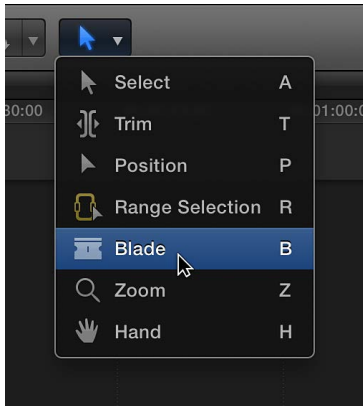 30:00
01:00:0
Select A
Trim T
Position P
Range Selection R
Blade B
Zoom Z
Hand H